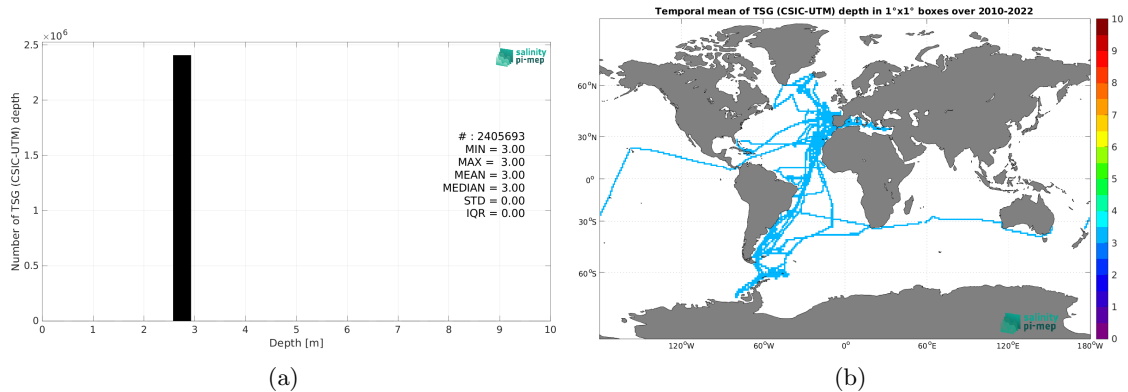 ×10^6
2.5
2
1.5
1
0.5
0
Number of TSG (CSIC-UTM) depth
salinity
pi-mep
# : 2405693
MIN = 3.00
MAX = 3.00
MEAN = 3.00
MEDIAN = 3.00
STD = 0.00
IQR = 0.00
0 1 2 3 4 5 6 7 8 9 10
Depth [m]
(a)
Temporal mean of TSG (CSIC-UTM) depth in 1°x1° boxes over 2010-2022
60°N
30°N
0°
30°S
60°S
120°W 60°W 0° 60°E 120°E 180°W
salinity
pi-mep
10
9
8
7
6
5
4
3
2
1
0
(b)